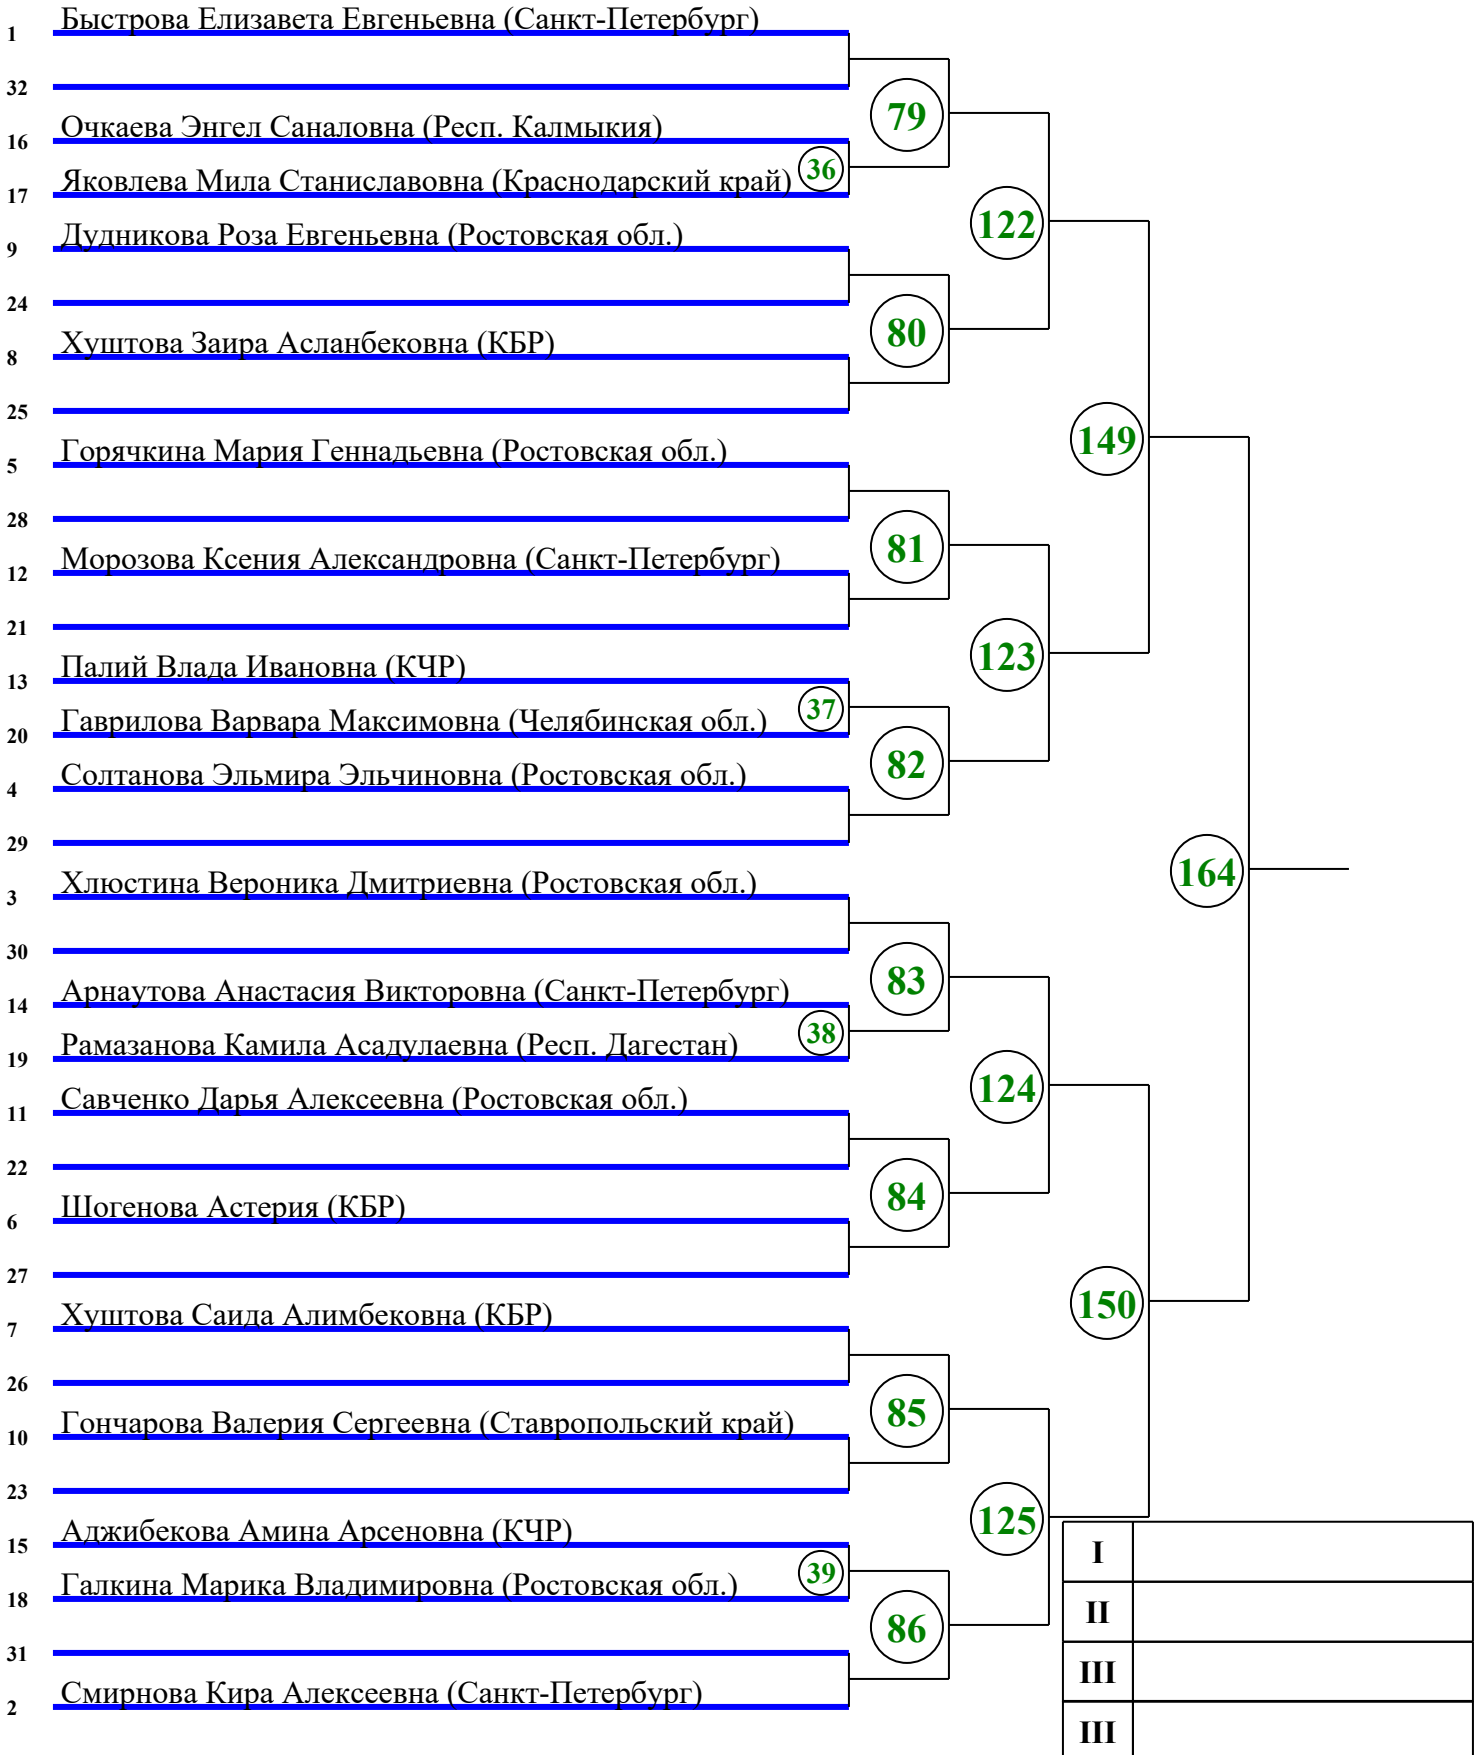 1 Быстрова Елизавета Евгеньевна (Санкт-Петербург)
32
79
16 Очкаева Энгел Саналовна (Респ. Калмыкия)
17 Яковлева Мила Станиславовна (Краснодарский край) 36
122
9 Дудникова Роза Евгеньевна (Ростовская обл.)
24
80
8 Хуштова Заира Асланбековна (КБР)
25
149
5 Горячкина Мария Геннадьевна (Ростовская обл.)
28
81
12 Морозова Ксения Александровна (Санкт-Петербург)
21
123
13 Палий Влада Ивановна (КЧР)
20 Гаврилова Варвара Максимовна (Челябинская обл.) 37
82
4 Солтанова Эльмира Эльчиновна (Ростовская обл.)
29
164
3 Хлюстина Вероника Дмитриевна (Ростовская обл.)
30
83
14 Арнаутова Анастасия Викторовна (Санкт-Петербург)
19 Рамазанова Камила Асадулаевна (Респ. Дагестан) 38
124
11 Савченко Дарья Алексеевна (Ростовская обл.)
22
84
6 Шогенова Астерия (КБР)
27
150
7 Хуштова Саида Алимбековна (КБР)
26
85
10 Гончарова Валерия Сергеевна (Ставропольский край)
23
125
15 Аджибекова Амина Арсеновна (КЧР)
18 Галкина Марика Владимировна (Ростовская обл.) 39
86
31
2 Смирнова Кира Алексеевна (Санкт-Петербург)
I
II
III
III